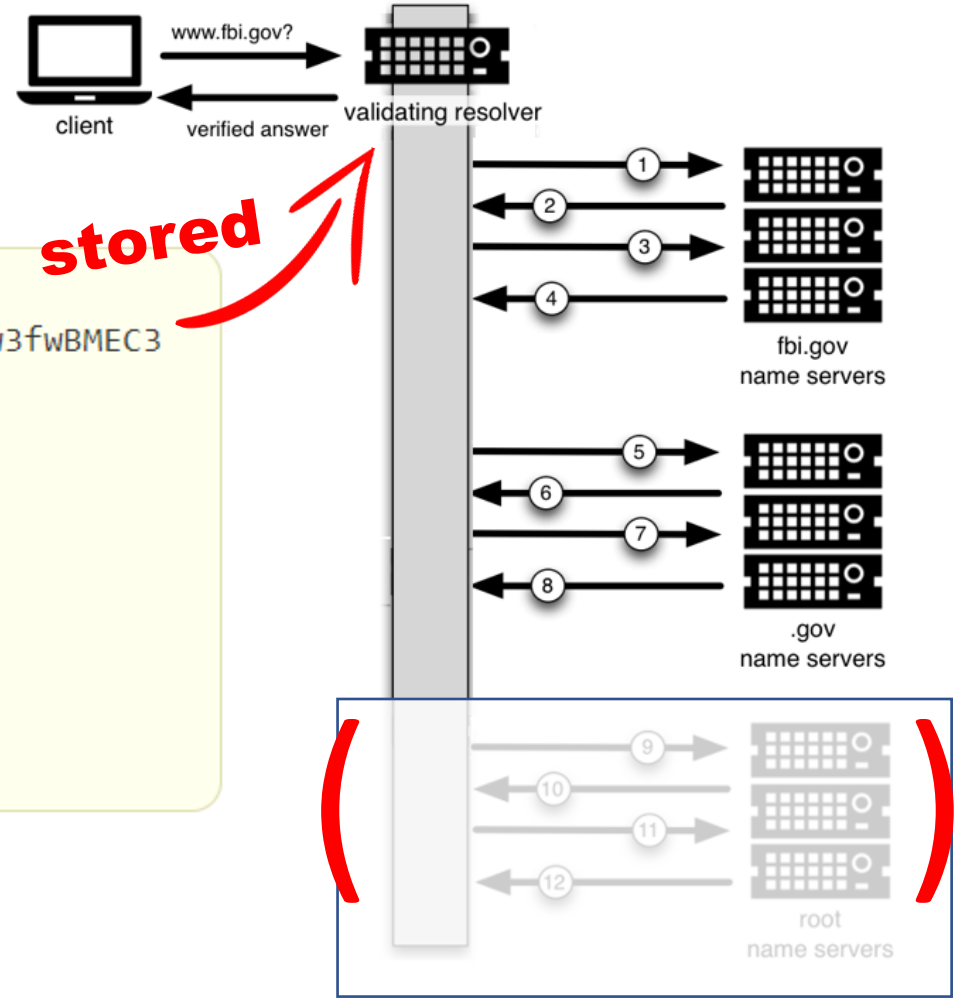 www.fbi.gov?
client
verified answer
validating resolver
stored
3fwBMEC3
1
2
3
4
fbi.gov
name servers
5
6
7
8
.gov
name servers
9
10
11
12
root
name servers